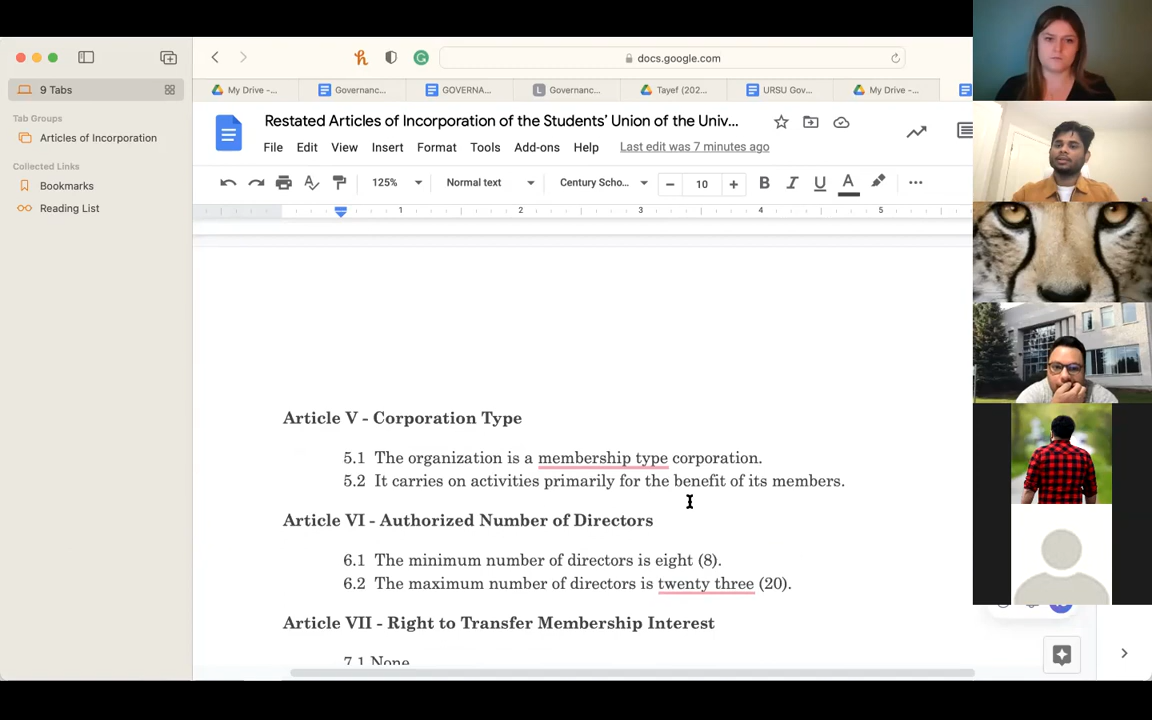 9 Tabs
Tab Groups
Articles of Incorporation
Collected Links
Bookmarks
Reading List
docs.google.com
My Drive -...
Governanc...
GOVERNA...
L
Governanc...
Tayef (202...
URSU Gov...
My Drive -...
Restated Articles of Incorporation of the Students' Union of the Univ...
File Edit View Insert Format Tools Add-ons Help Last edit was 7 minutes ago
125% Normal text Century Scho... 10 B I U A
1 2 3 4 5
Article V - Corporation Type
5.1 The organization is a membership type corporation.
5.2 It carries on activities primarily for the benefit of its members.
Article VI - Authorized Number of Directors
6.1 The minimum number of directors is eight (8).
6.2 The maximum number of directors is twenty three (20).
Article VII - Right to Transfer Membership Interest
7.1 None